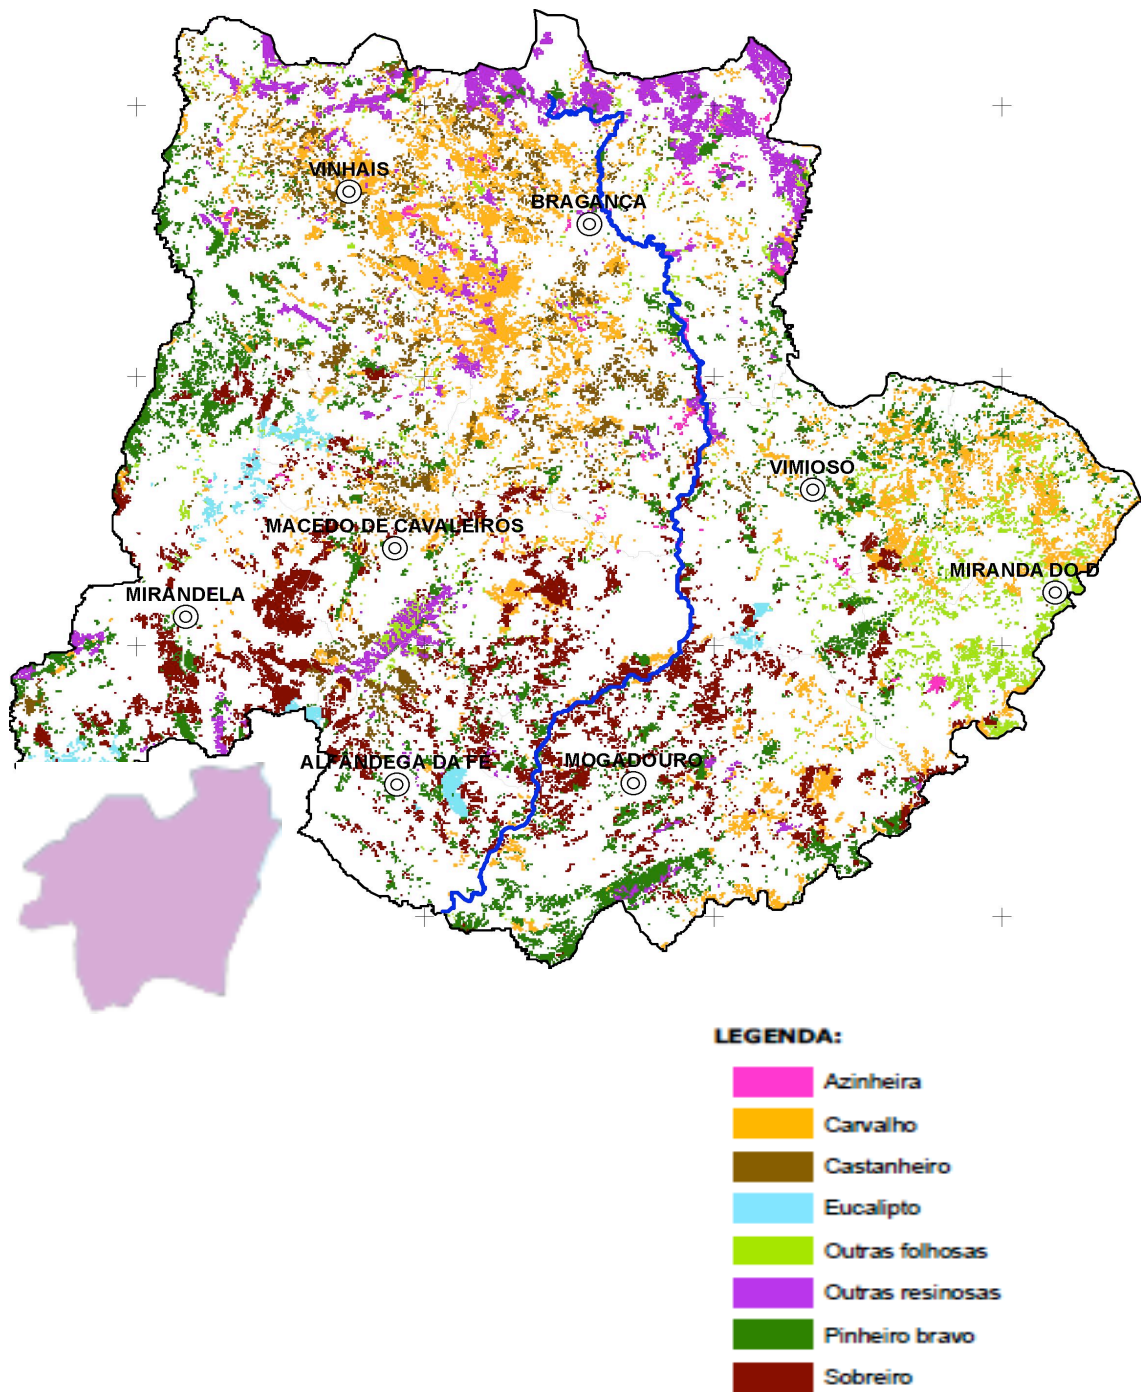 VINHAIS
BRAGANÇA
VIMIOSO
MACEDO DE CAVALEIROS
MIRANDA DO D
MIRANDELA
ALFANDEGA DA FE
MOGADOURO
LEGENDA:
Azinheira
Carvalho
Castanheiro
Eucalipto
Outras folhosas
Outras resinosas
Pinheiro bravo
Sobreiro